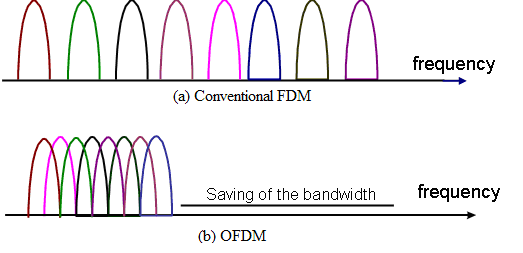 frequency
(a) Conventional FDM
Saving of the bandwidth
frequency
(b) OFDM